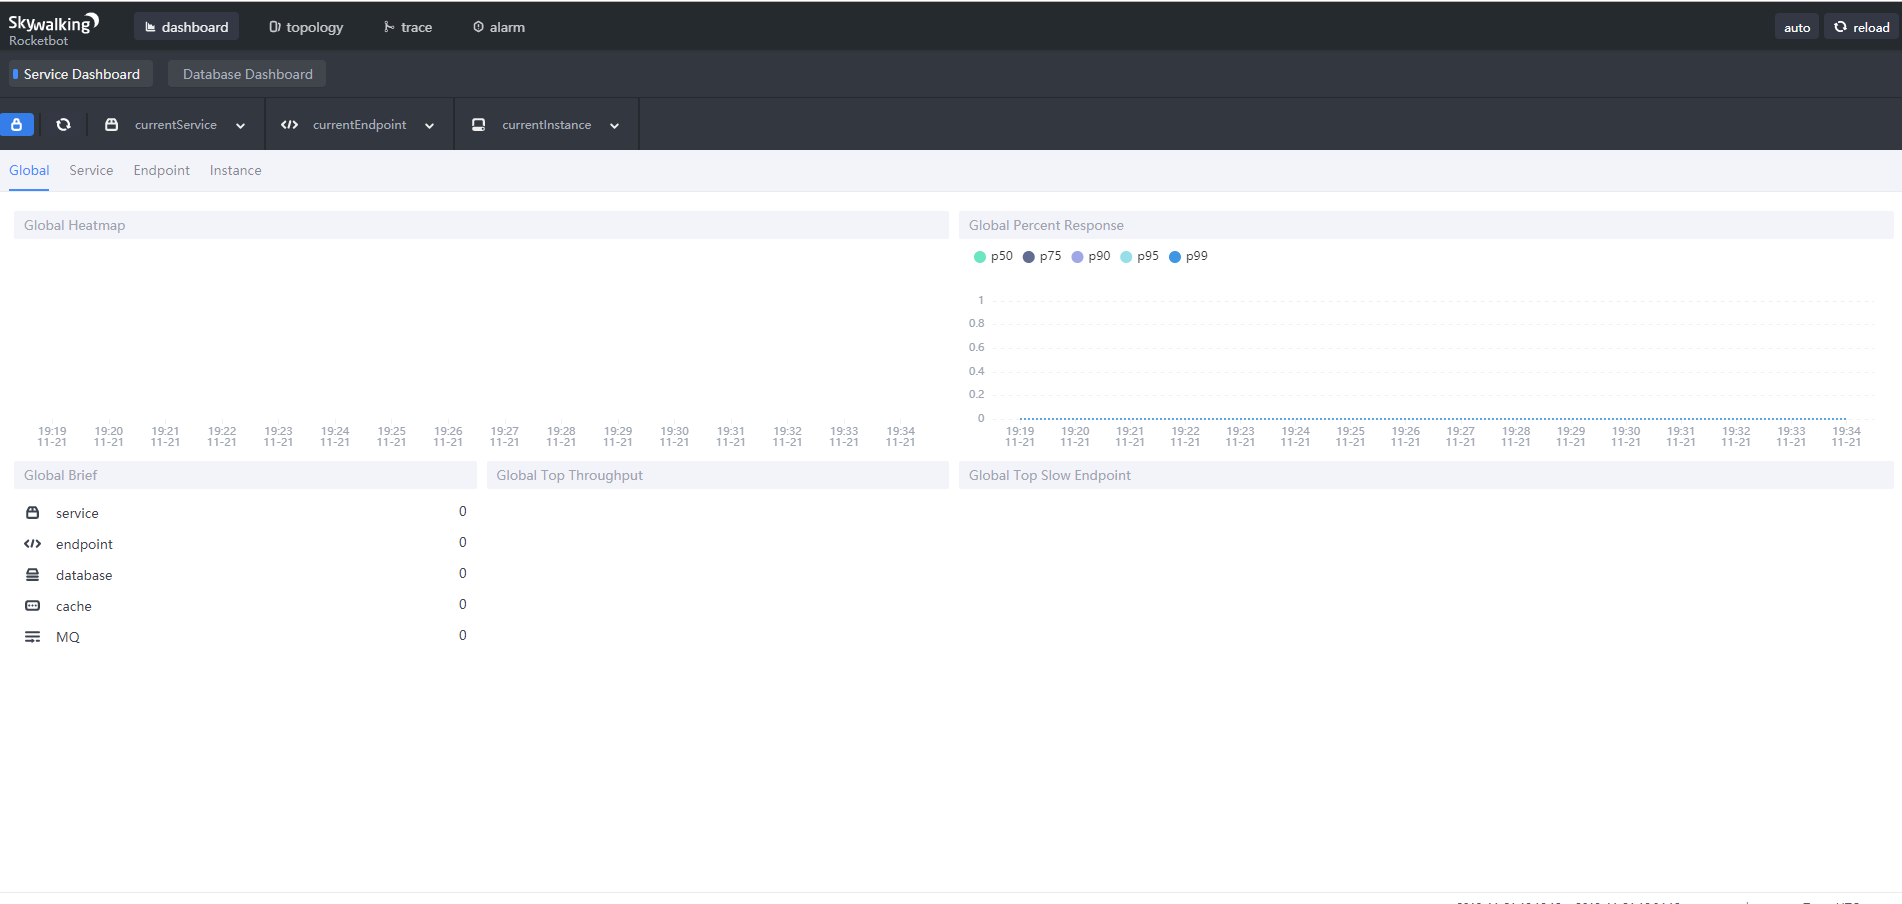 Skywalking
Rocketbot
dashboard topology trace alarm auto reload
Service Dashboard Database Dashboard
currentService currentEndpoint currentInstance
Global Service Endpoint Instance
Global Heatmap
19:19 19:20 19:21 19:22 19:23 19:24 19:25 19:26 19:27 19:28 19:29 19:30 19:31 19:32 19:33 19:34
11-21 11-21 11-21 11-21 11-21 11-21 11-21 11-21 11-21 11-21 11-21 11-21 11-21 11-21 11-21 11-21
Global Percent Response
p50 p75 p90 p95 p99
1
0.8
0.6
0.4
0.2
0
19:19 19:20 19:21 19:22 19:23 19:24 19:25 19:26 19:27 19:28 19:29 19:30 19:31 19:32 19:33 19:34
11-21 11-21 11-21 11-21 11-21 11-21 11-21 11-21 11-21 11-21 11-21 11-21 11-21 11-21 11-21 11-21
Global Brief
service 0
endpoint 0
database 0
cache 0
MQ 0
Global Top Throughput
Global Top Slow Endpoint